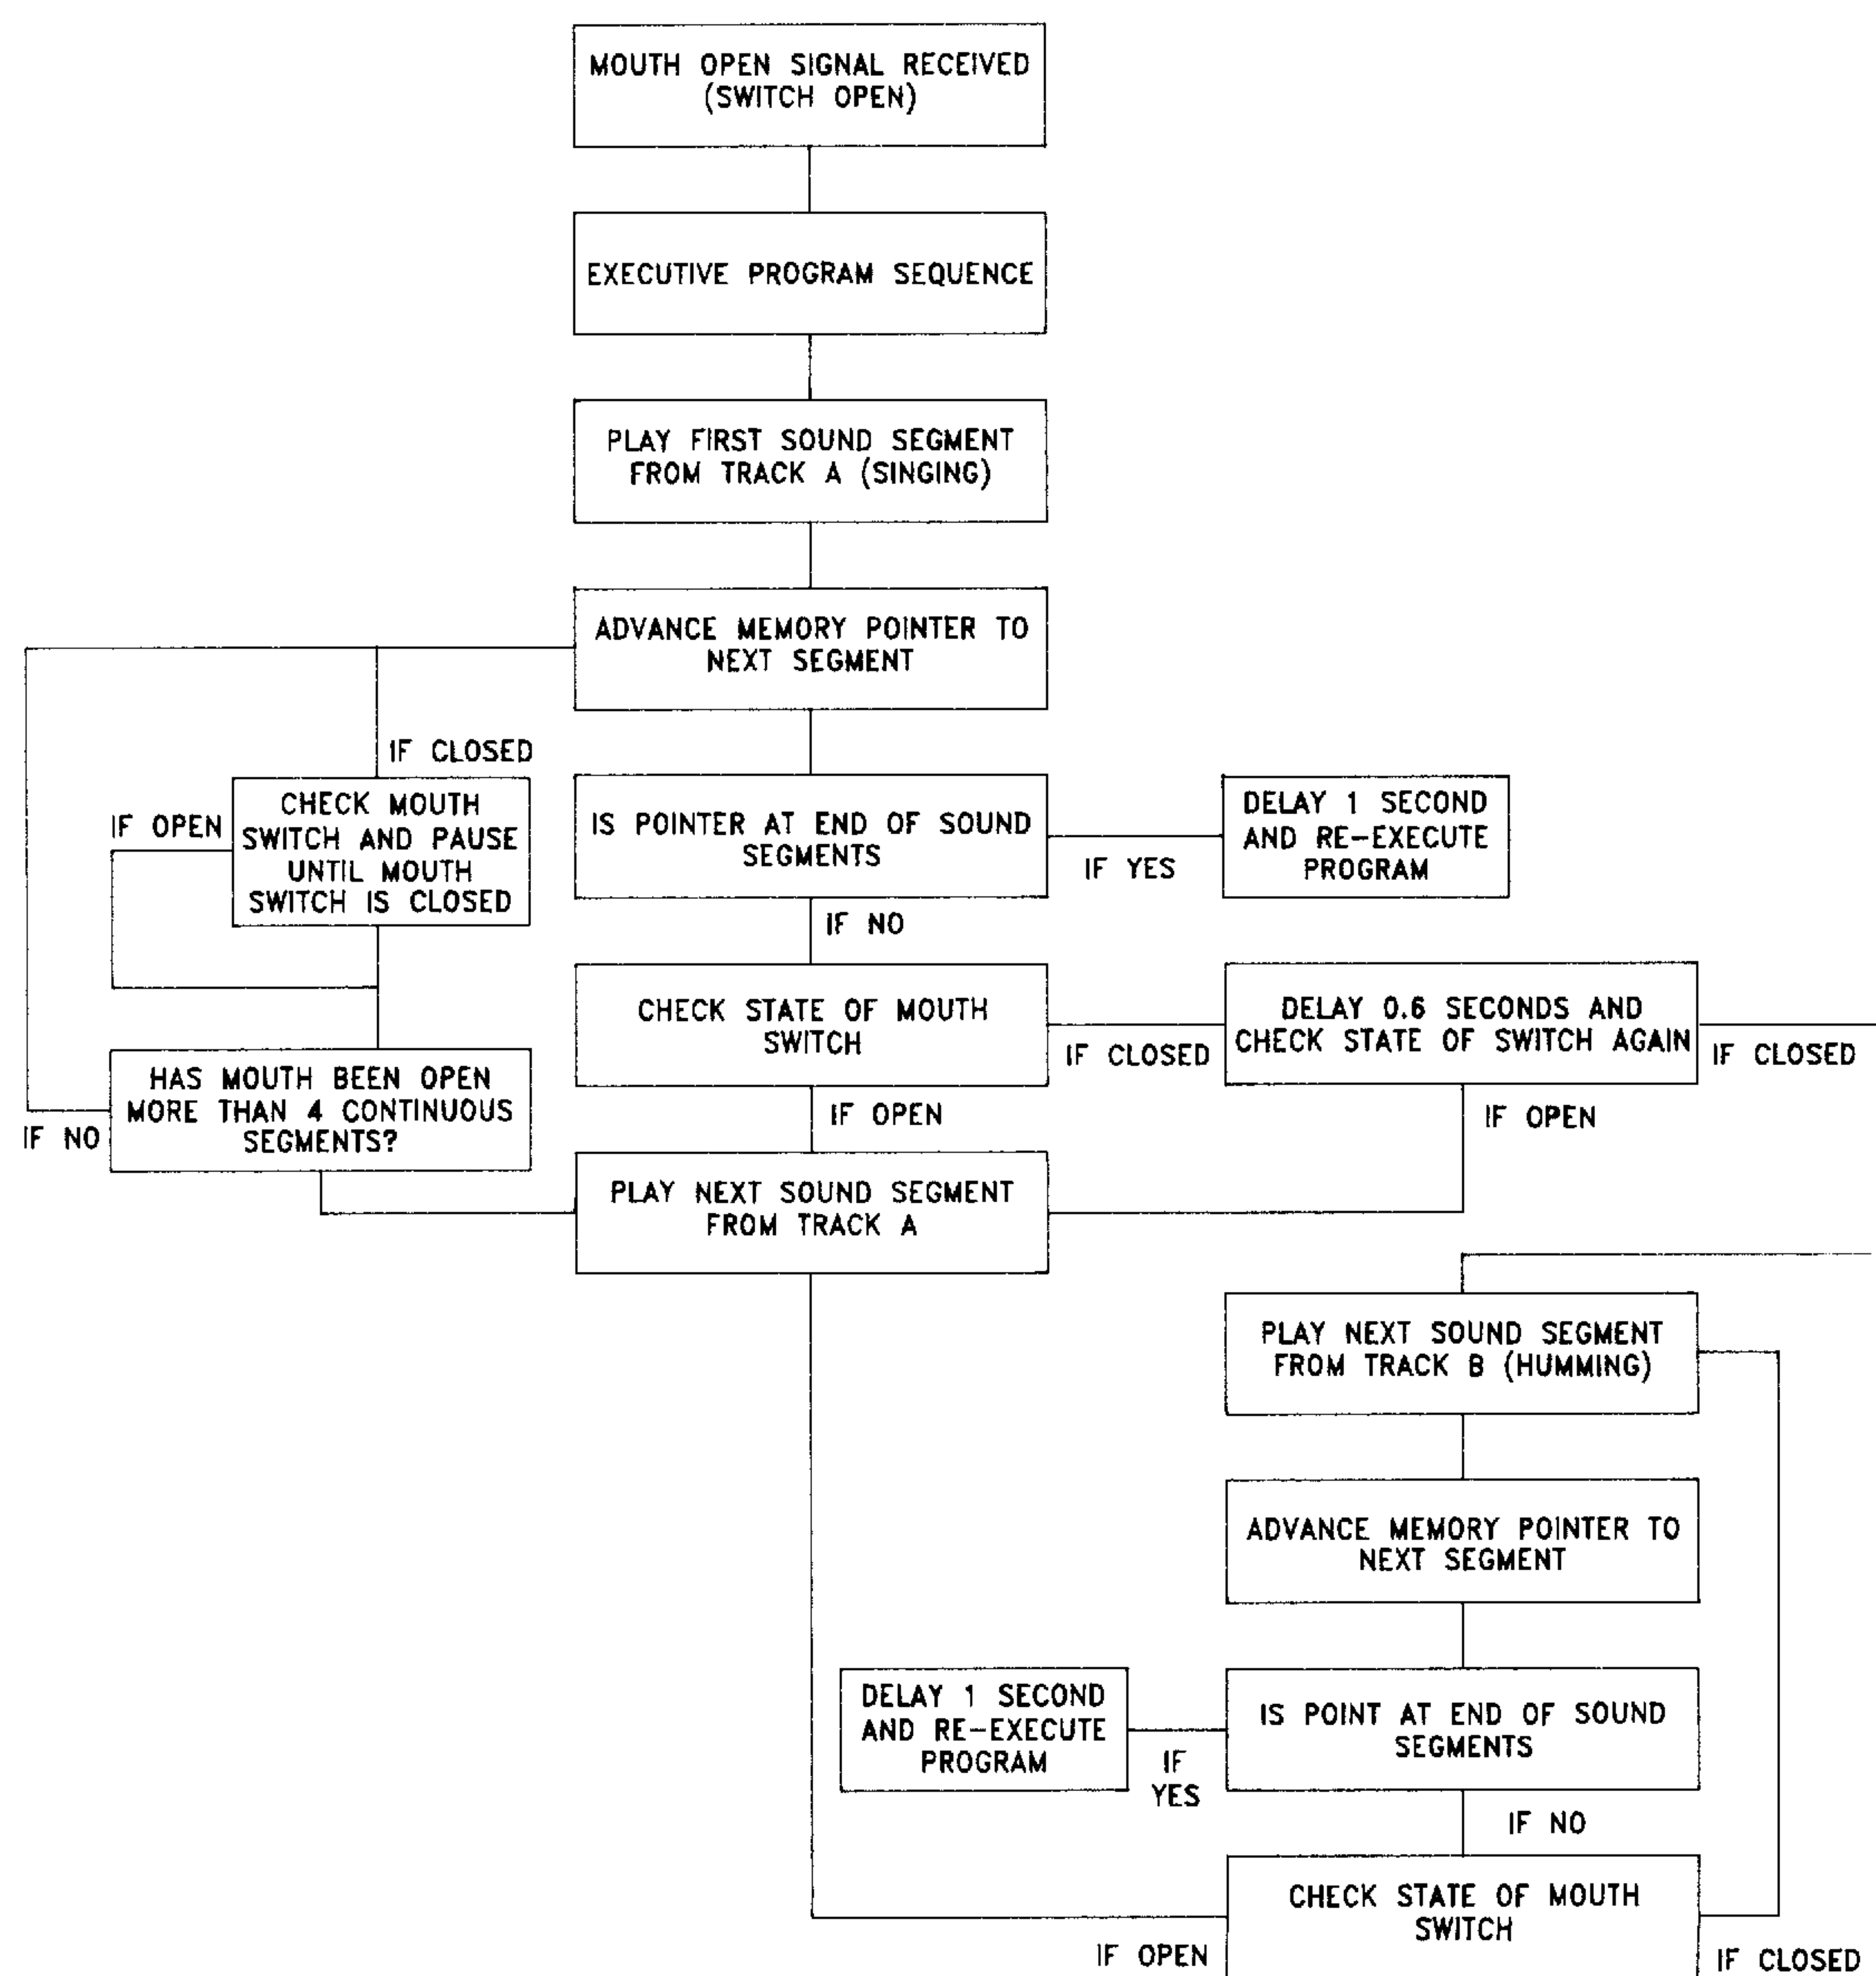 MOUTH OPEN SIGNAL RECEIVED
(SWITCH OPEN)
EXECUTIVE PROGRAM SEQUENCE
PLAY FIRST SOUND SEGMENT
FROM TRACK A (SINGING)
ADVANCE MEMORY POINTER TO
NEXT SEGMENT
IF CLOSED
CHECK MOUTH
SWITCH AND PAUSE
UNTIL MOUTH
SWITCH IS CLOSED
IF OPEN
IS POINTER AT END OF SOUND
SEGMENTS
IF YES
DELAY 1 SECOND
AND RE-EXECUTE
PROGRAM
IF NO
CHECK STATE OF MOUTH
SWITCH
IF CLOSED
DELAY 0.6 SECONDS AND
CHECK STATE OF SWITCH AGAIN
IF CLOSED
HAS MOUTH BEEN OPEN
MORE THAN 4 CONTINUOUS
SEGMENTS?
IF NO
IF OPEN
IF OPEN
PLAY NEXT SOUND SEGMENT
FROM TRACK A
PLAY NEXT SOUND SEGMENT
FROM TRACK B (HUMMING)
ADVANCE MEMORY POINTER TO
NEXT SEGMENT
DELAY 1 SECOND
AND RE-EXECUTE
PROGRAM
IF
YES
IS POINT AT END OF SOUND
SEGMENTS
IF NO
CHECK STATE OF MOUTH
SWITCH
IF OPEN
IF CLOSED